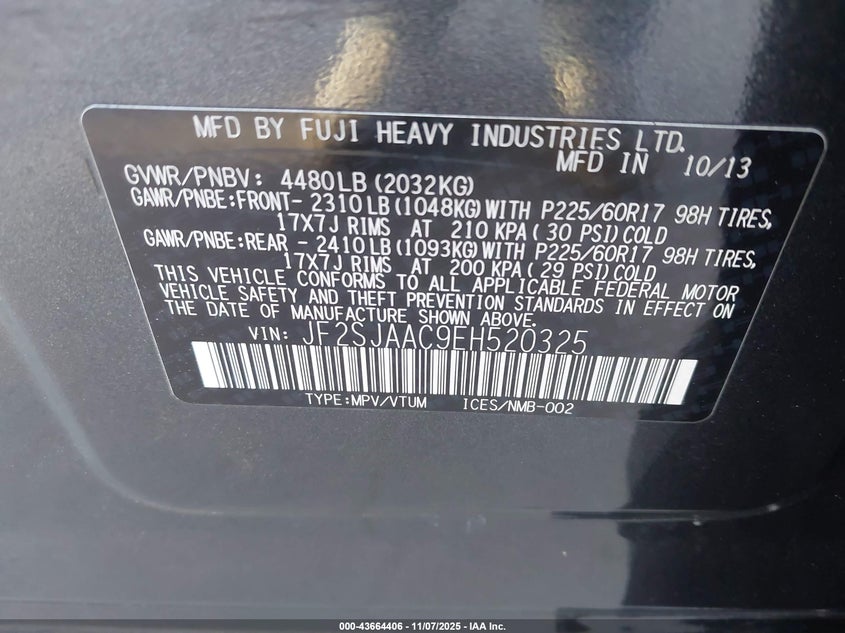 MFD BY FUJI HEAVY INDUSTRIES LTD.
MFD IN 10/13
GVWR/PNBV: 4480LB (2032KG)
GAWR/PNBE:FRONT- 2310LB (1048KG) WITH P225/60R17 98H TIRES,
17X7J RIMS AT 210 KPA ( 30 PSI) COLD
GAWR/PNBE:REAR - 2410LB (1093KG) WITH P225/60R17 98H TIRES,
17X7J RIMS AT 200 KPA ( 29 PSI) COLD
THIS VEHICLE CONFORMS TO ALL APPLICABLE FEDERAL MOTOR
VEHICLE SAFETY AND THEFT PREVENTION STANDARDS IN EFFECT ON
THE DATE OF MANUFACTURE SHOWN ABOVE.
VIN: JF2SJAAC9EH520325
TYPE:MPV/VTUM ICES/NMB-002
000-43664406 - 11/07/2025 - IAA Inc.